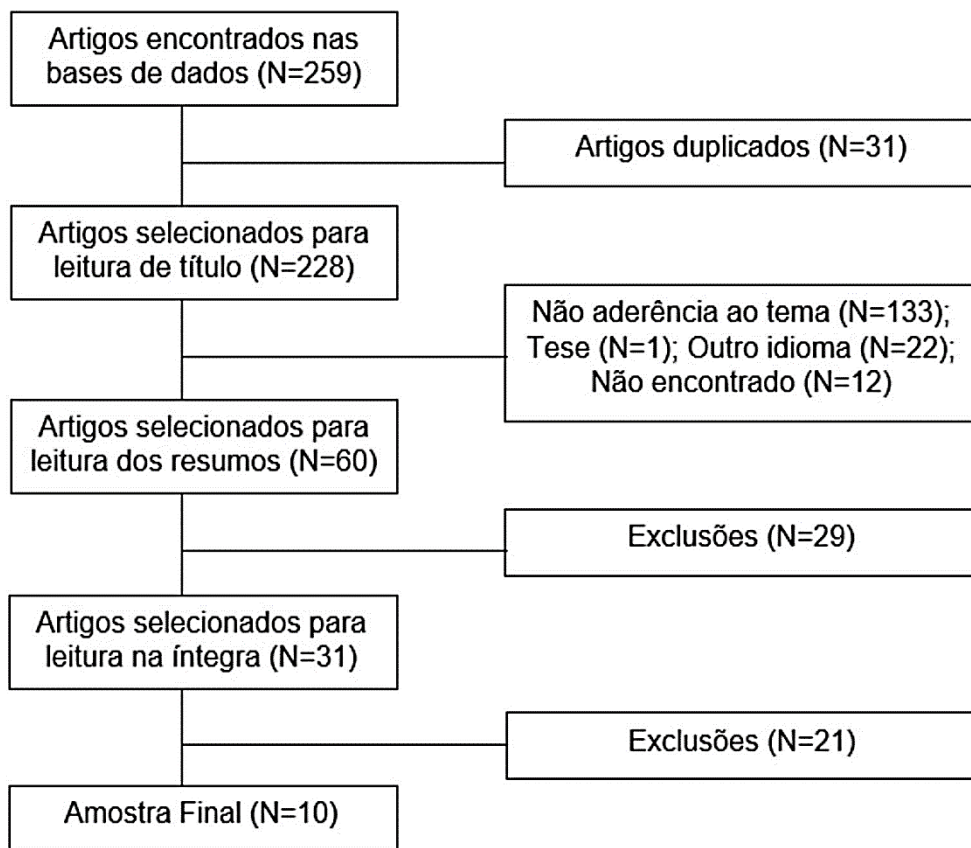 Artigos encontrados nas
bases de dados (N=259)
Artigos duplicados (N=31)
Artigos selecionados para
leitura de título (N=228)
Não aderência ao tema (N=133);
Tese (N=1); Outro idioma (N=22);
Não encontrado (N=12)
Artigos selecionados para
leitura dos resumos (N=60)
Exclusões (N=29)
Artigos selecionados para
leitura na íntegra (N=31)
Exclusões (N=21)
Amostra Final (N=10)